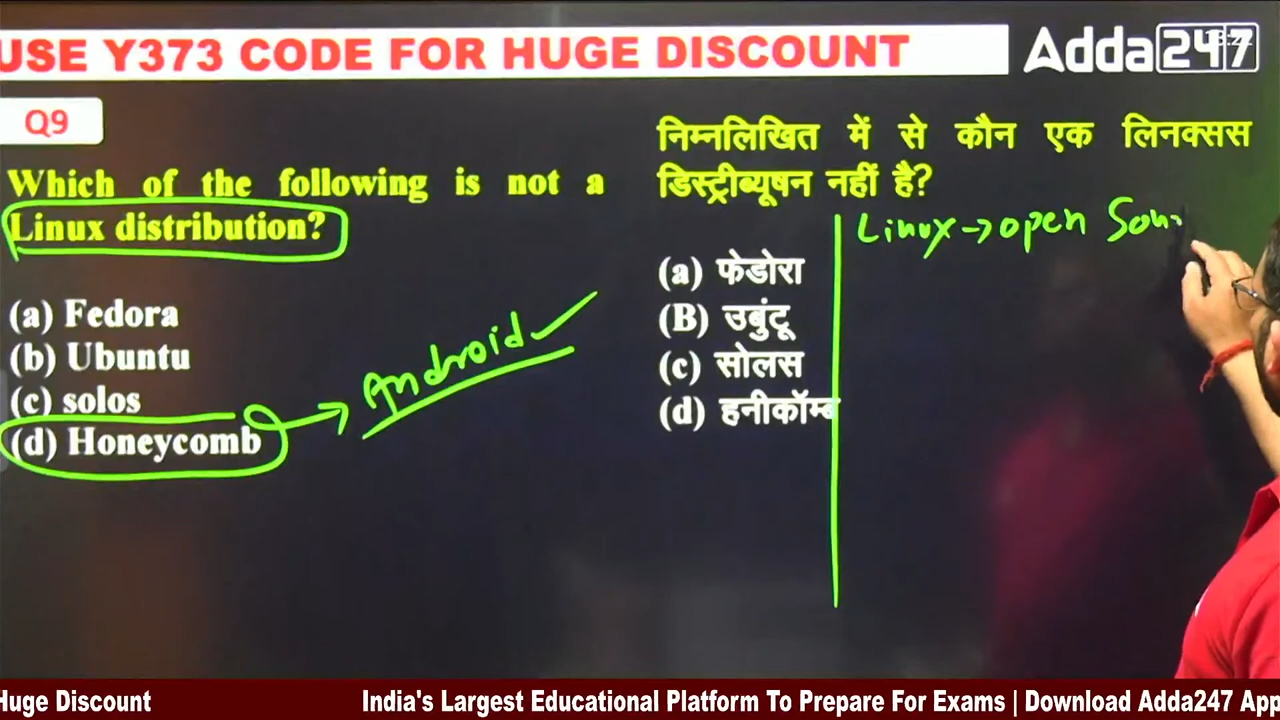 USE Y373 CODE FOR HUGE DISCOUNT
Adda247
Q9
Which of the following is not a
Linux distribution?
(a) Fedora
(b) Ubuntu
(c) solos
(d) Honeycomb
Android
निम्नलिखित में से कौन एक लिनक्सस
डिस्ट्रीब्यूषन नहीं है?
(a) फेडोरा
(B) उबुंटू
(c) सोलस
(d) हनीकॉम्ब
Linux → open
Huge Discount
India's Largest Educational Platform To Prepare For Exams | Download Adda247 App